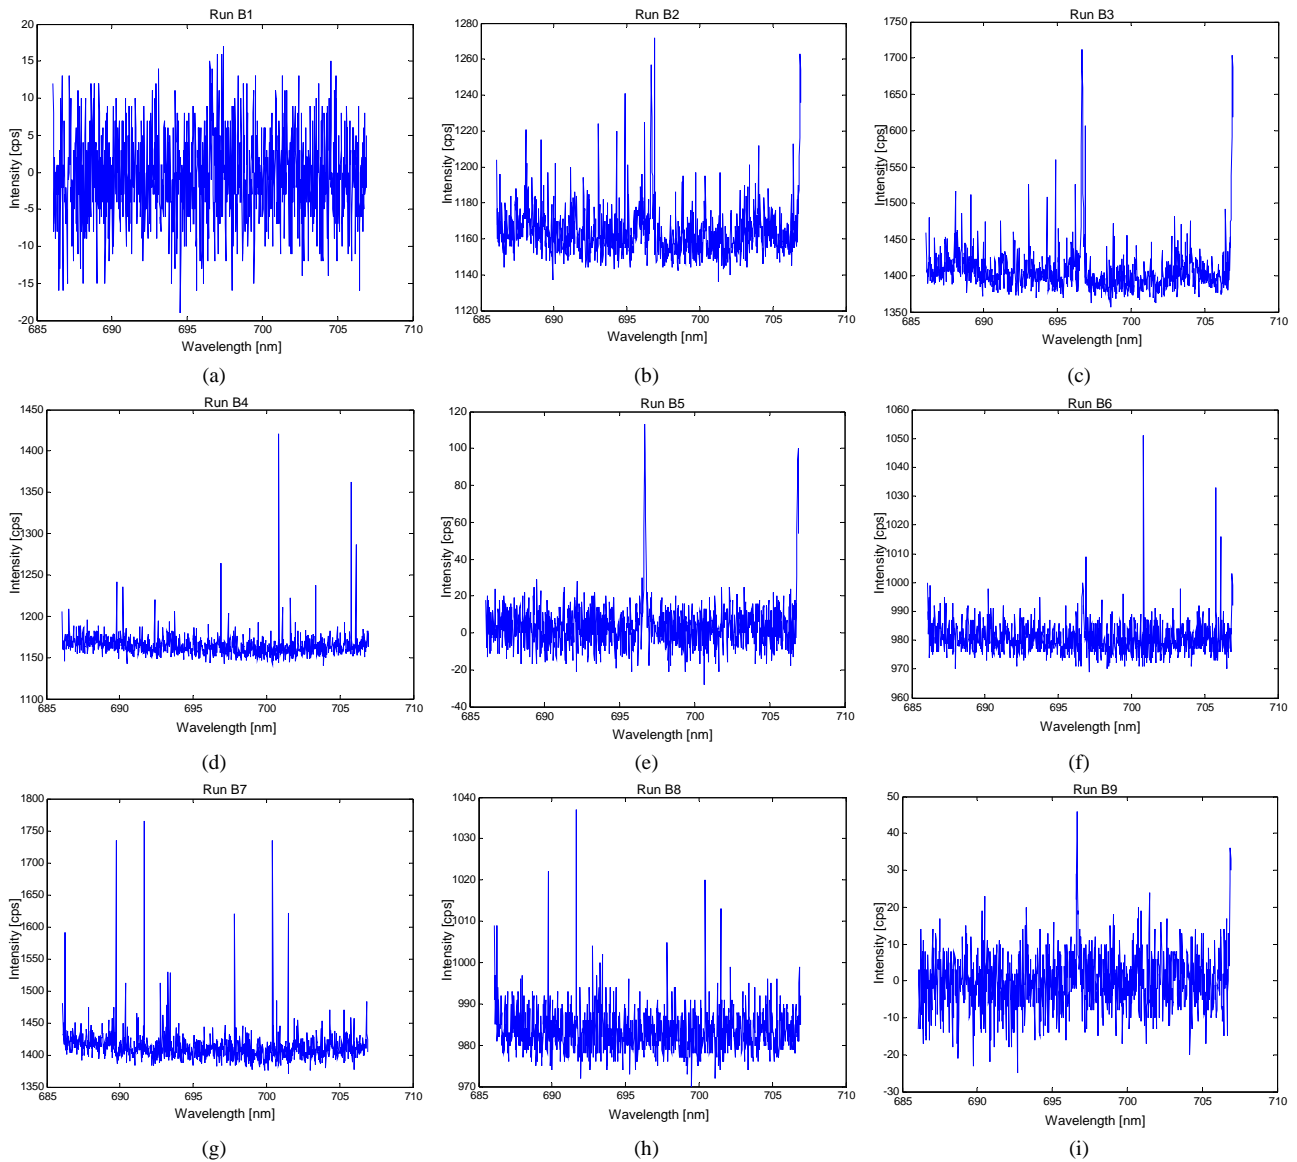 Run B1
Intensity [cps]
20
15
10
5
0
-5
-10
-15
-20
685 690 695 700 705 710
Wavelength [nm]
(a)
Run B2
Intensity [cps]
1280
1260
1240
1220
1200
1180
1160
1140
1120
685 690 695 700 705 710
Wavelength [nm]
(b)
Run B3
Intensity [cps]
1750
1700
1650
1600
1550
1500
1450
1400
1350
685 690 695 700 705 710
Wavelength [nm]
(c)
Run B4
Intensity [cps]
1450
1400
1350
1300
1250
1200
1150
1100
685 690 695 700 705 710
Wavelength [nm]
(d)
Run B5
Intensity [cps]
120
100
80
60
40
20
0
-20
-40
685 690 695 700 705 710
Wavelength [nm]
(e)
Run B6
Intensity [cps]
1060
1050
1040
1030
1020
1010
1000
990
980
970
960
685 690 695 700 705 710
Wavelength [nm]
(f)
Run B7
Intensity [cps]
1800
1750
1700
1650
1600
1550
1500
1450
1400
1350
685 690 695 700 705 710
Wavelength [nm]
(g)
Run B8
Intensity [cps]
1040
1030
1020
1010
1000
990
980
970
685 690 695 700 705 710
Wavelength [nm]
(h)
Run B9
Intensity [cps]
50
40
30
20
10
0
-10
-20
-30
685 690 695 700 705 710
Wavelength [nm]
(i)